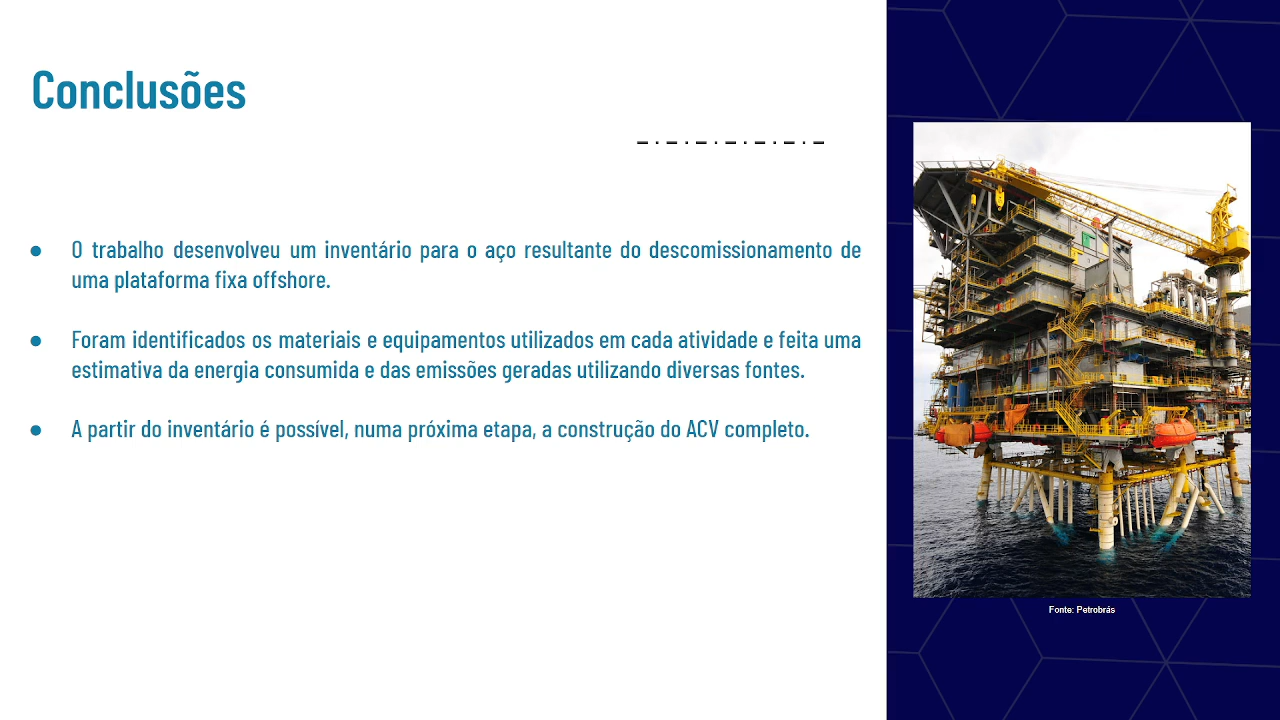 Conclusões
● O trabalho desenvolveu um inventário para o aço resultante do descomissionamento de
uma plataforma fixa offshore.
● Foram identificados os materiais e equipamentos utilizados em cada atividade e feita uma
estimativa da energia consumida e das emissões geradas utilizando diversas fontes.
● A partir do inventário é possível, numa próxima etapa, a construção do ACV completo.
Fonte: Petrobrás